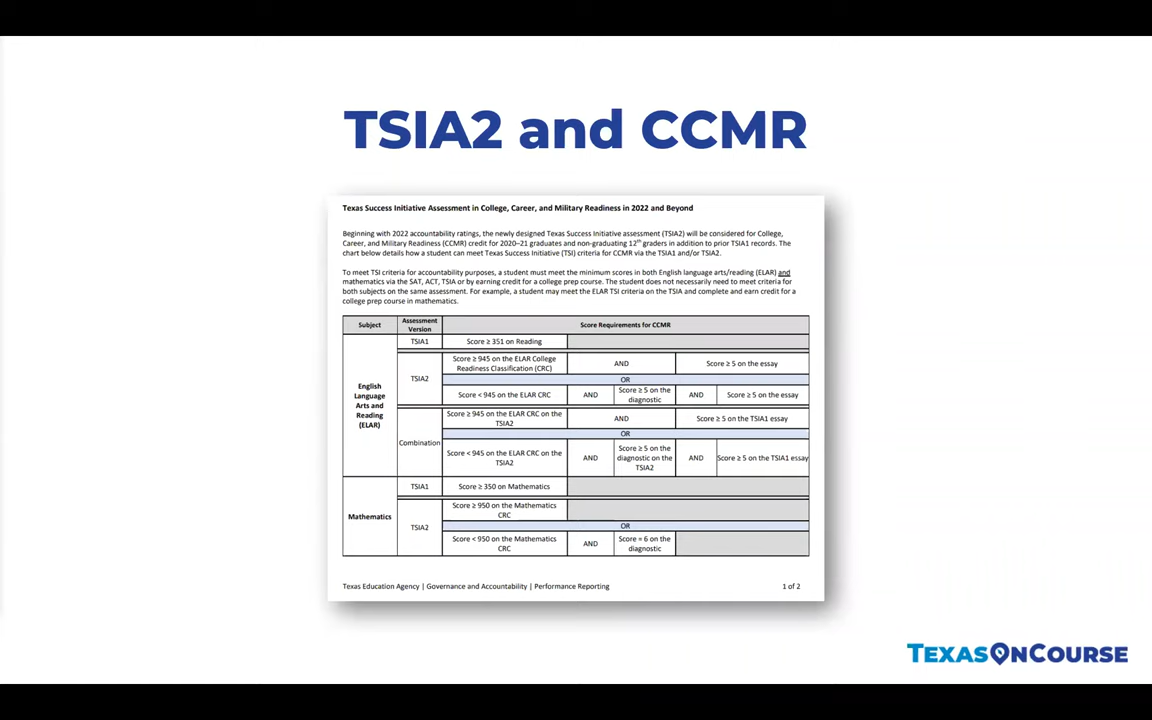 TSIA2 and CCMR
Texas Success Initiative Assessment in College, Career, and Military Readiness in 2022 and Beyond
Beginning with 2022 accountability ratings, the newly designed Texas Success Initiative assessment (TSIA2) will be considered for College,
Career, and Military Readiness (CCMR) credit for 2020–21 graduates and non-graduating 12th graders in addition to prior TSIA1 records. The
chart below details how a student can meet Texas Success Initiative (TSI) criteria for CCMR via the TSIA1 and/or TSIA2.
To meet TSI criteria for accountability purposes, a student must meet the minimum scores in both English language arts/reading (ELAR) and
mathematics via the SAT, ACT, TSIA or by earning credit for a college prep course. The student does not necessarily need to meet criteria for
both subjects on the same assessment. For example, a student may meet the ELAR TSI criteria on the TSIA and complete and earn credit for a
college prep course in mathematics.
Subject
Assessment
Version
Score Requirements for CCMR
English
Language
Arts and
Reading
(ELAR)
TSIA1
Score ≥ 351 on Reading
TSIA2
Score ≥ 945 on the ELAR College
Readiness Classification (CRC)
AND
Score ≥ 5 on the essay
OR
Score < 945 on the ELAR CRC
AND
Score ≥ 5 on the
diagnostic
AND
Score ≥ 5 on the essay
Combination
Score ≥ 945 on the ELAR CRC on the
TSIA2
AND
Score ≥ 5 on the TSIA1 essay
OR
Score < 945 on the ELAR CRC on the
TSIA2
AND
Score ≥ 5 on the
diagnostic on the
TSIA2
AND
Score ≥ 5 on the TSIA1 essay
Mathematics
TSIA1
Score ≥ 350 on Mathematics
TSIA2
Score ≥ 950 on the Mathematics
CRC
OR
Score < 950 on the Mathematics
CRC
AND
Score = 6 on the
diagnostic
Texas Education Agency | Governance and Accountability | Performance Reporting
1 of 2
TEXASONCOURSE